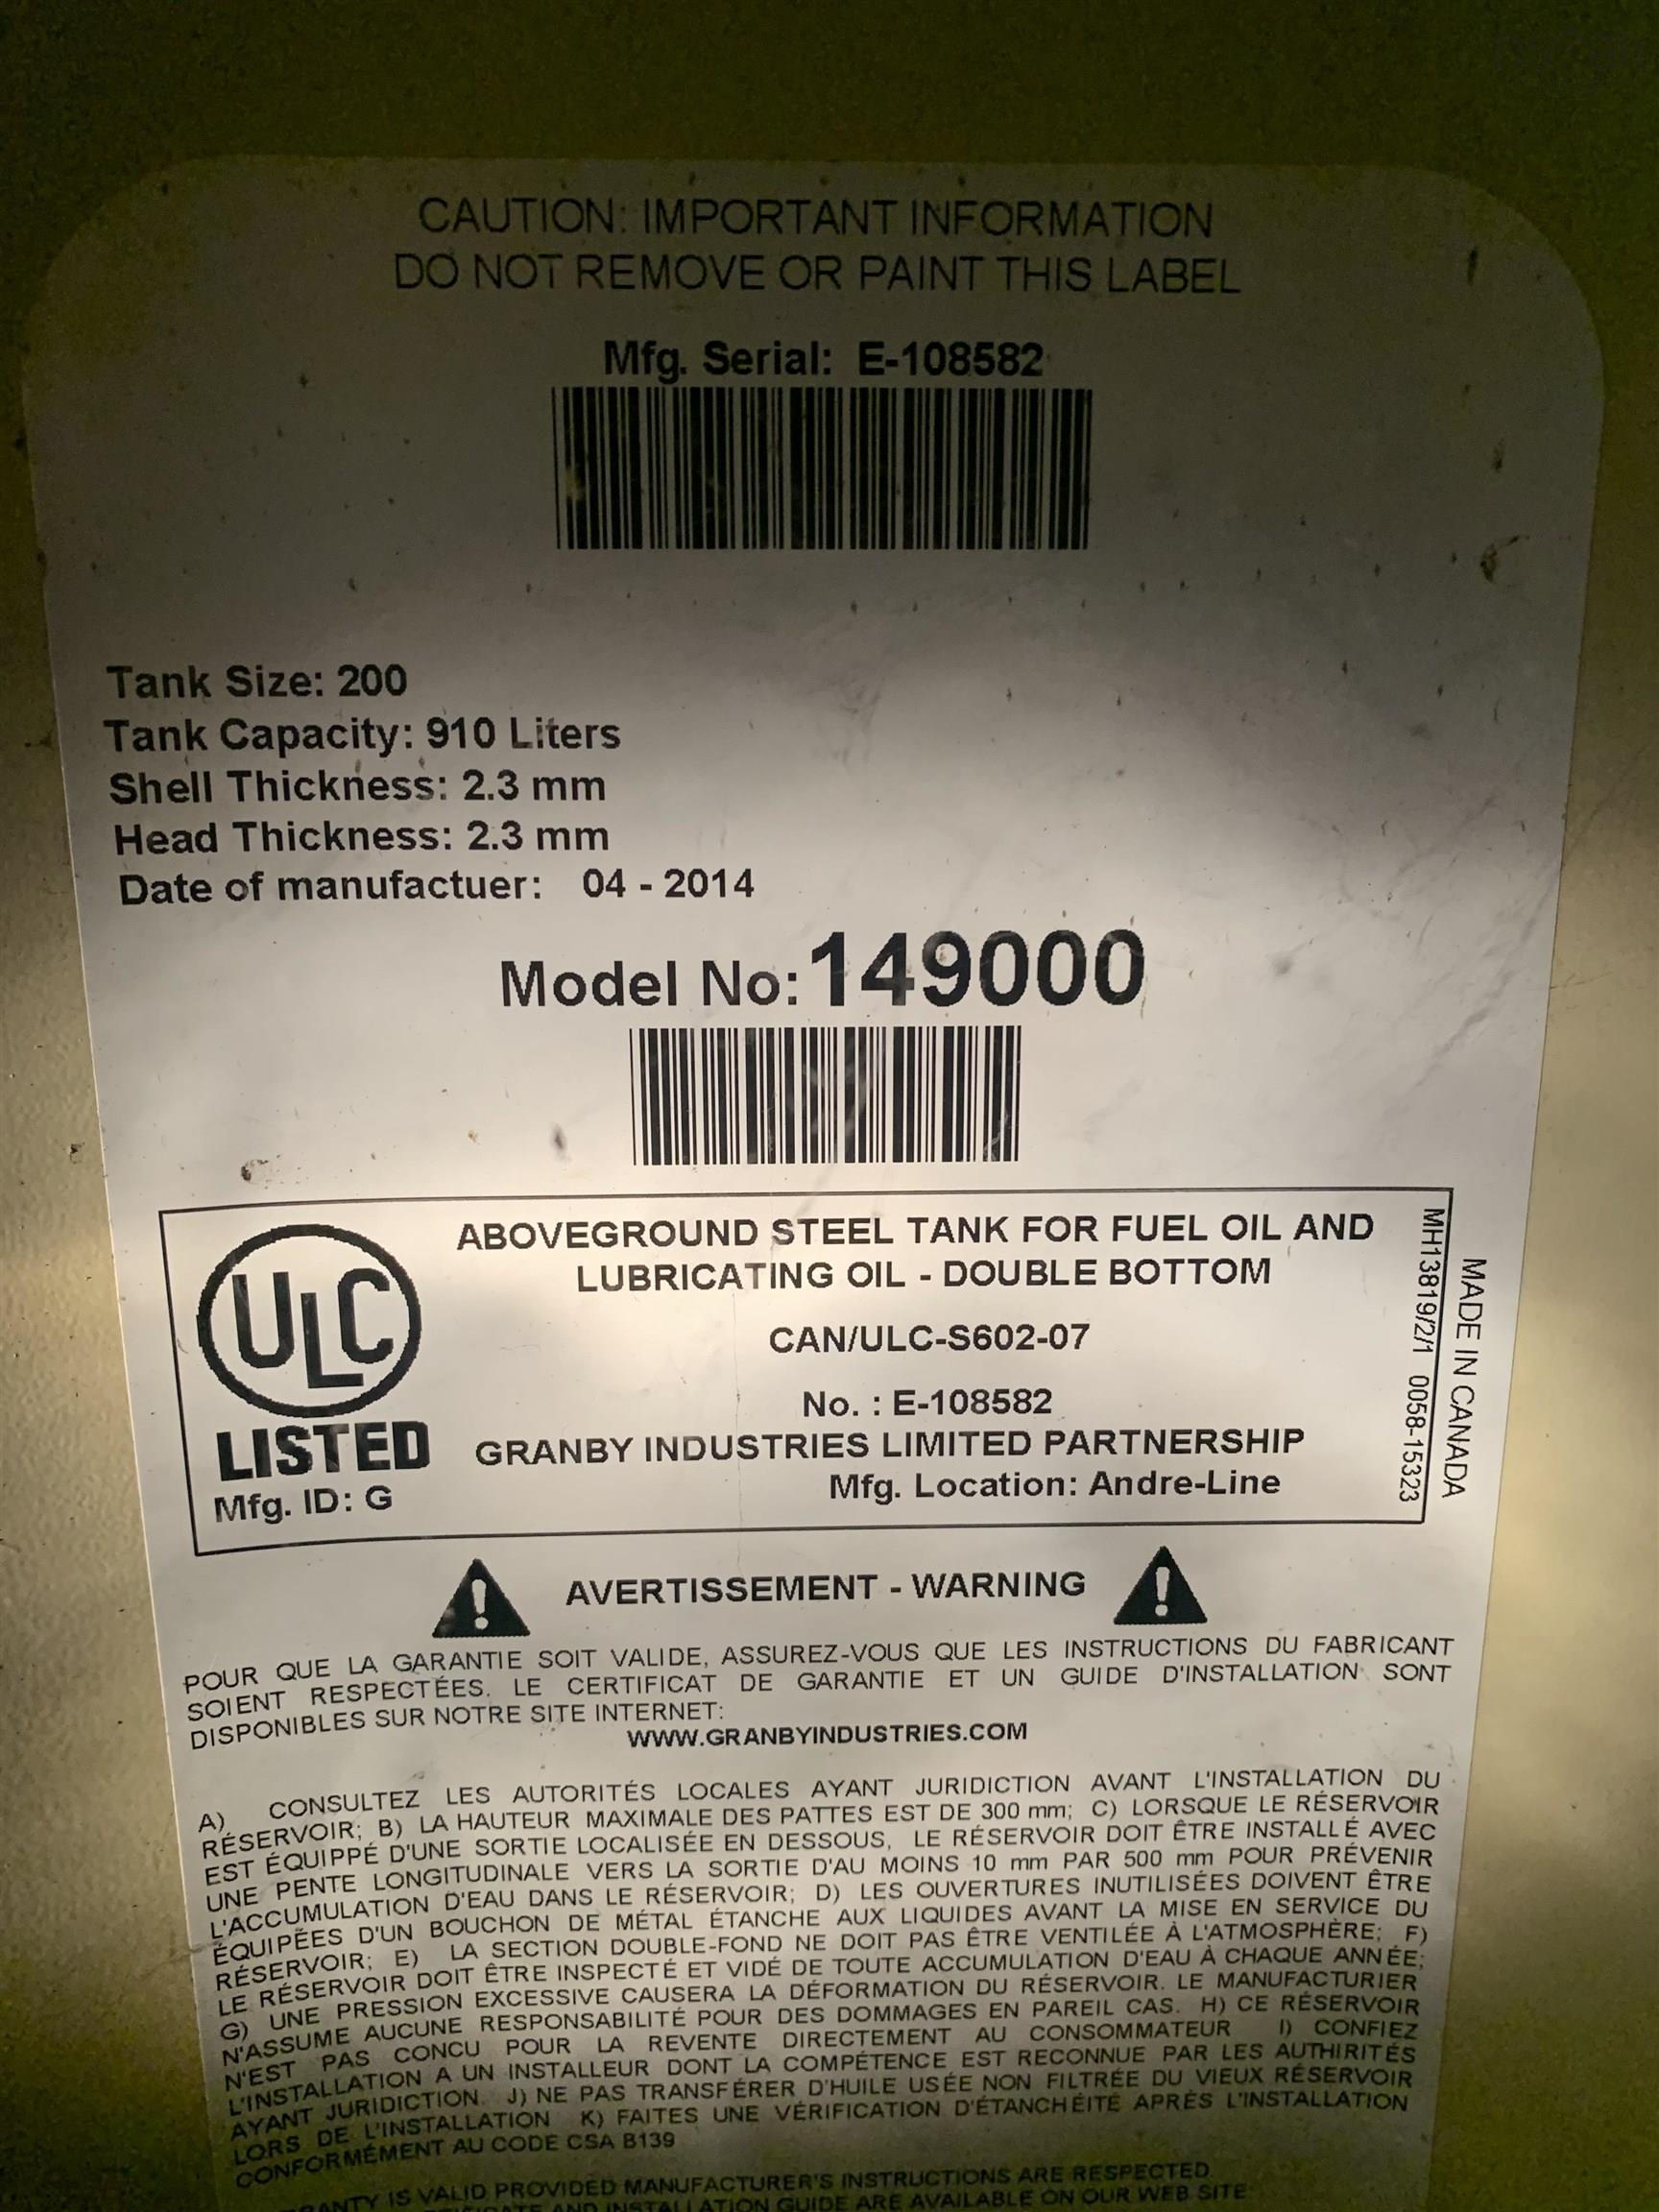 CAUTION: IMPORTANT INFORMATION
DO NOT REMOVE OR PAINT THIS LABEL
Mfg. Serial: E-108582
Tank Size: 200
Tank Capacity: 910 Liters
Shell Thickness: 2.3 mm
Head Thickness: 2.3 mm
Date of manufactuer: 04 - 2014
Model No: 149000
ULC
LISTED
Mfg. ID: G
ABOVEGROUND STEEL TANK FOR FUEL OIL AND
LUBRICATING OIL - DOUBLE BOTTOM
CAN/ULC-S602-07
No. : E-108582
GRANBY INDUSTRIES LIMITED PARTNERSHIP
Mfg. Location: Andre-Line
MH13819/2/1 0058-15323
MADE IN CANADA
AVERTISSEMENT - WARNING
POUR QUE LA GARANTIE SOIT VALIDE, ASSUREZ-VOUS QUE LES INSTRUCTIONS DU FABRICANT
SOIENT RESPECTÉES. LE CERTIFICAT DE GARANTIE ET UN GUIDE D'INSTALLATION SONT
DISPONIBLES SUR NOTRE SITE INTERNET:
WWW.GRANBYINDUSTRIES.COM
A) CONSULTEZ LES AUTORITÉS LOCALES AYANT JURIDICTION AVANT L'INSTALLATION DU
RÉSERVOIR; B) LA HAUTEUR MAXIMALE DES PATTES EST DE 300 mm; C) LORSQUE LE RÉSERVOIR
EST ÉQUIPPÉ D'UNE SORTIE LOCALISÉE EN DESSOUS, LE RÉSERVOIR DOIT ÊTRE INSTALLÉ AVEC
UNE PENTE LONGITUDINALE VERS LA SORTIE D'AU MOINS 10 mm PAR 500 mm POUR PRÉVENIR
L'ACCUMULATION D'EAU DANS LE RÉSERVOIR; D) LES OUVERTURES INUTILISÉES DOIVENT ÊTRE
ÉQUIPÉES D'UN BOUCHON DE MÉTAL ÉTANCHE AUX LIQUIDES AVANT LA MISE EN SERVICE DU
RÉSERVOIR; E) LA SECTION DOUBLE-FOND NE DOIT PAS ÊTRE VENTILÉE À L'ATMOSPHÈRE; F)
LE RÉSERVOIR DOIT ÊTRE INSPECTÉ ET VIDÉ DE TOUTE ACCUMULATION D'EAU À CHAQUE ANNÉE;
G) UNE PRESSION EXCESSIVE CAUSERA LA DÉFORMATION DU RÉSERVOIR. LE MANUFACTURIER
N'ASSUME AUCUNE RESPONSABILITÉ POUR DES DOMMAGES EN PAREIL CAS. H) CE RÉSERVOIR
N'EST PAS CONCU POUR LA REVENTE DIRECTEMENT AU CONSOMMATEUR I) CONFIEZ
L'INSTALLATION A UN INSTALLEUR DONT LA COMPÉTENCE EST RECONNUE PAR LES AUTHIRITÉS
AYANT JURIDICTION. J) NE PAS TRANSFÉRER D'HUILE USÉE NON FILTRÉE DU VIEUX RÉSERVOIR
LORS DE L'INSTALLATION K) FAITES UNE VÉRIFICATION D'ÉTANCHÉITÉ APRÈS L'INSTALLATION
CONFORMÉMENT AU CODE CSA B139
IS VALID PROVIDED MANUFACTURER'S INSTRUCTIONS ARE RESPECTED.
AND INSTALLATION GUIDE ARE AVAILABLE ON OUR WEB SITE